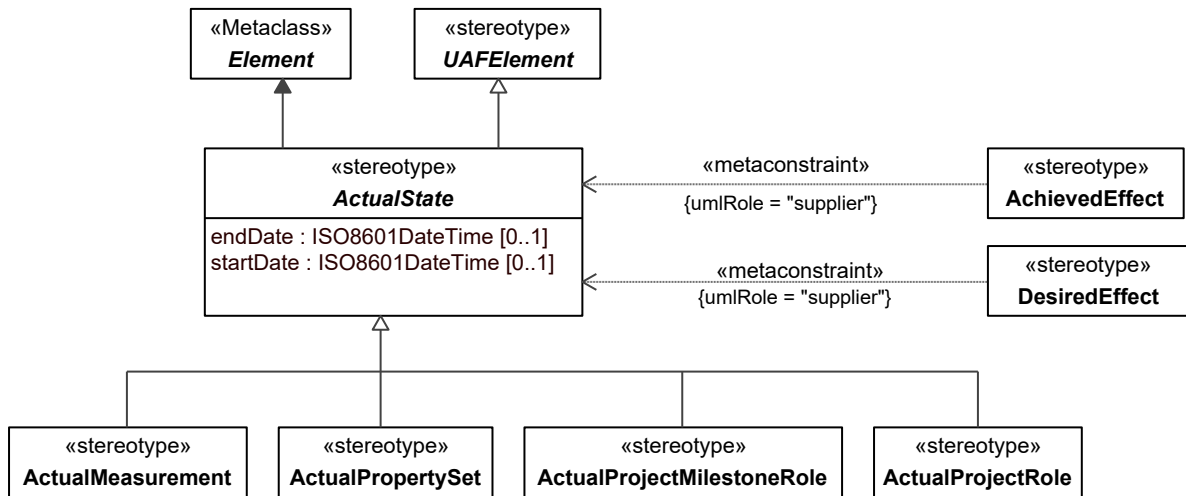 «Metaclass»
Element
«stereotype»
UAFElement
«stereotype»
ActualState
endDate : ISO8601DateTime [0..1]
startDate : ISO8601DateTime [0..1]
«metaconstraint»
{umlRole = "supplier"}
«stereotype»
AchievedEffect
«metaconstraint»
{umlRole = "supplier"}
«stereotype»
DesiredEffect
«stereotype»
ActualMeasurement
«stereotype»
ActualPropertySet
«stereotype»
ActualProjectMilestoneRole
«stereotype»
ActualProjectRole